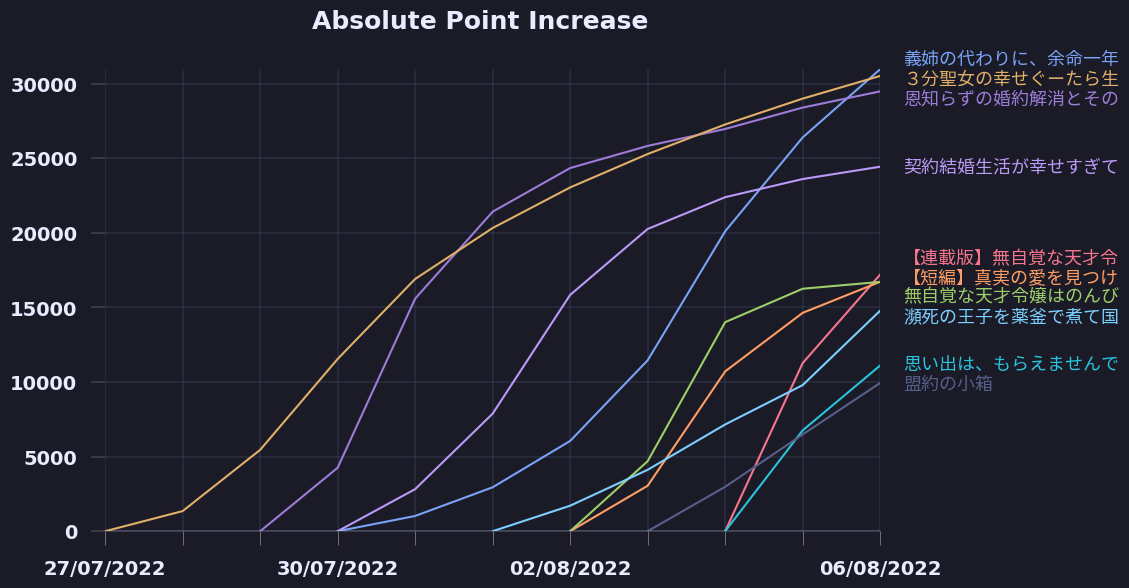 Absolute Point Increase
30000
25000
20000
15000
10000
5000
0
27/07/2022
30/07/2022
02/08/2022
06/08/2022
義姉の代わりに、余命一年
３分聖女の幸せぐーたら生
恩知らずの婚約解消とその
契約結婚生活が幸せすぎて
【連載版】無自覚な天才令
【短編】真実の愛を見つけ
無自覚な天才令嬢はのんび
瀕死の王子を薬釜で煮て国
思い出は、もらえませんで
盟約の小箱